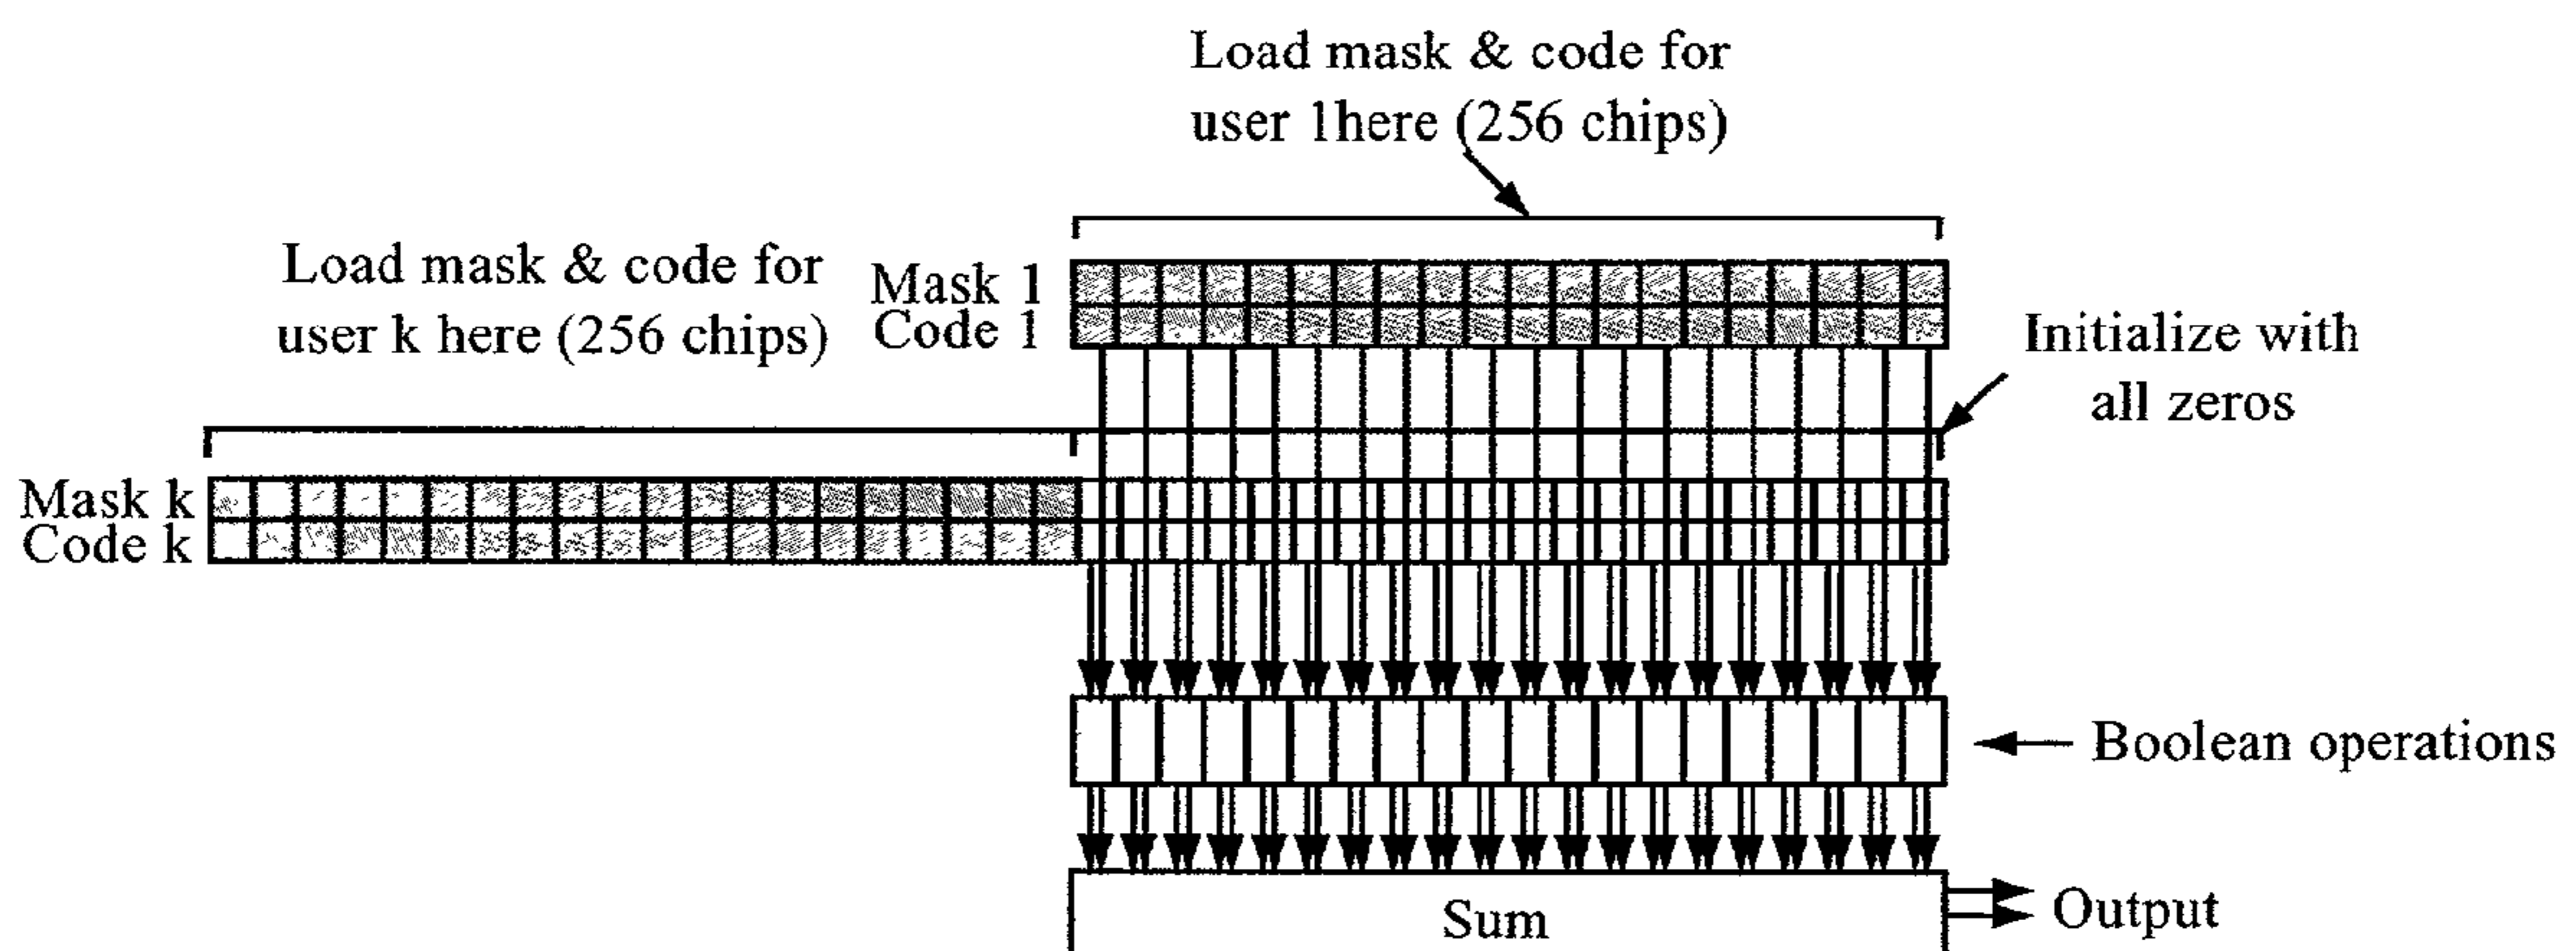 Load mask & code for
user 1here (256 chips)
Load mask & code for
user k here (256 chips)
Mask 1
Code 1
Initialize with
all zeros
Mask k
Code k
Boolean operations
Sum
Output